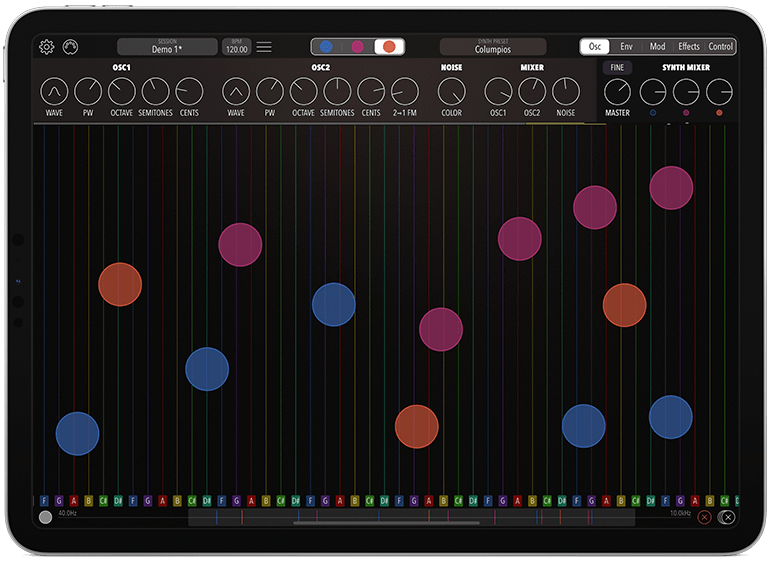 SESSION
Demo 1*
BPM
120.00
SYNTH PRESET
Columpios
Osc Env Mod Effects Control
OSC1 OSC2 NOISE MIXER FINE SYNTH MIXER
WAVE PW OCTAVE SEMITONES CENTS WAVE PW OCTAVE SEMITONES CENTS 2→1 FM COLOR OSC1 OSC2 NOISE MASTER
F G A B C# D# F G A B C# D# F G A B C# D# F G A B C# D# F G A B C# D# F G A B C# D# F G A B C# D# F G A B C#
40.0Hz 10.0kHz